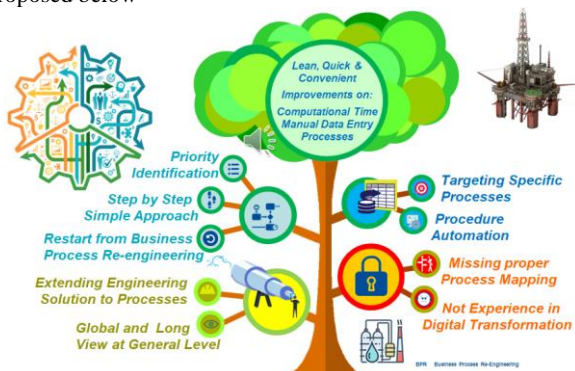 roposed below
Lean, Quick &
Convenient
Improvements on:
Computational Time
Manual Data Entry
Processes
Priority
Identification
Step by Step
Simple Approach
Restart from Business
Process Re-engineering
Extending Engineering
Solution to Processes
Global and Long
View at General Level
Targeting Specific
Processes
Procedure
Automation
Missing proper
Process Mapping
Not Experience in
Digital Transformation
BPR Business Process Re-Engineering